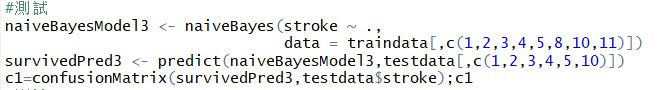 #測試
naiveBayesModel3 <- naiveBayes(stroke ~ .,
data = traindata[,c(1,2,3,4,5,8,10,11)])
survivedPred3 <- predict(naiveBayesModel3,testdata[,c(1,2,3,4,5,10)])
c1=confusionMatrix(survivedPred3,testdata$stroke);c1